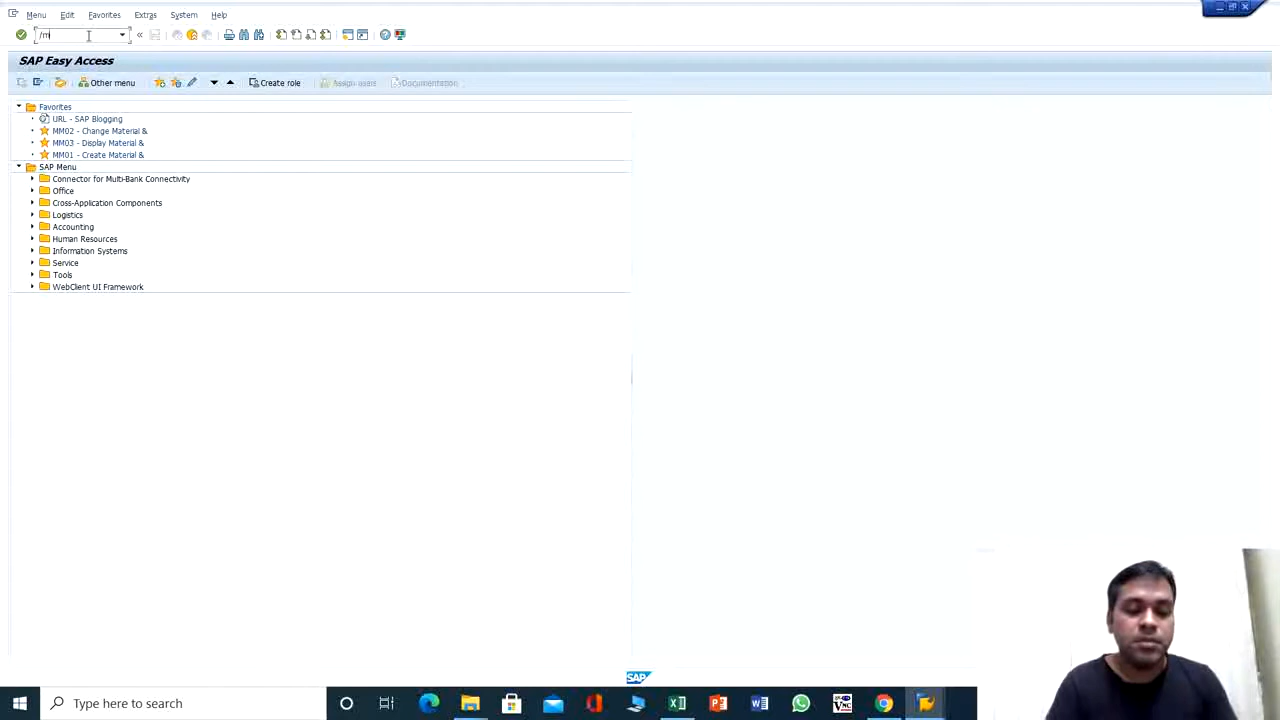 Menu Edit Favorites Extras System Help
/m
SAP Easy Access
Other menu Create role Assign users Documentation
Favorites
URL - SAP Blogging
MM02 - Change Material &
MM03 - Display Material &
MM01 - Create Material &
SAP Menu
Connector for Multi-Bank Connectivity
Office
Cross-Application Components
Logistics
Accounting
Human Resources
Information Systems
Service
Tools
WebClient UI Framework
SAP
Type here to search